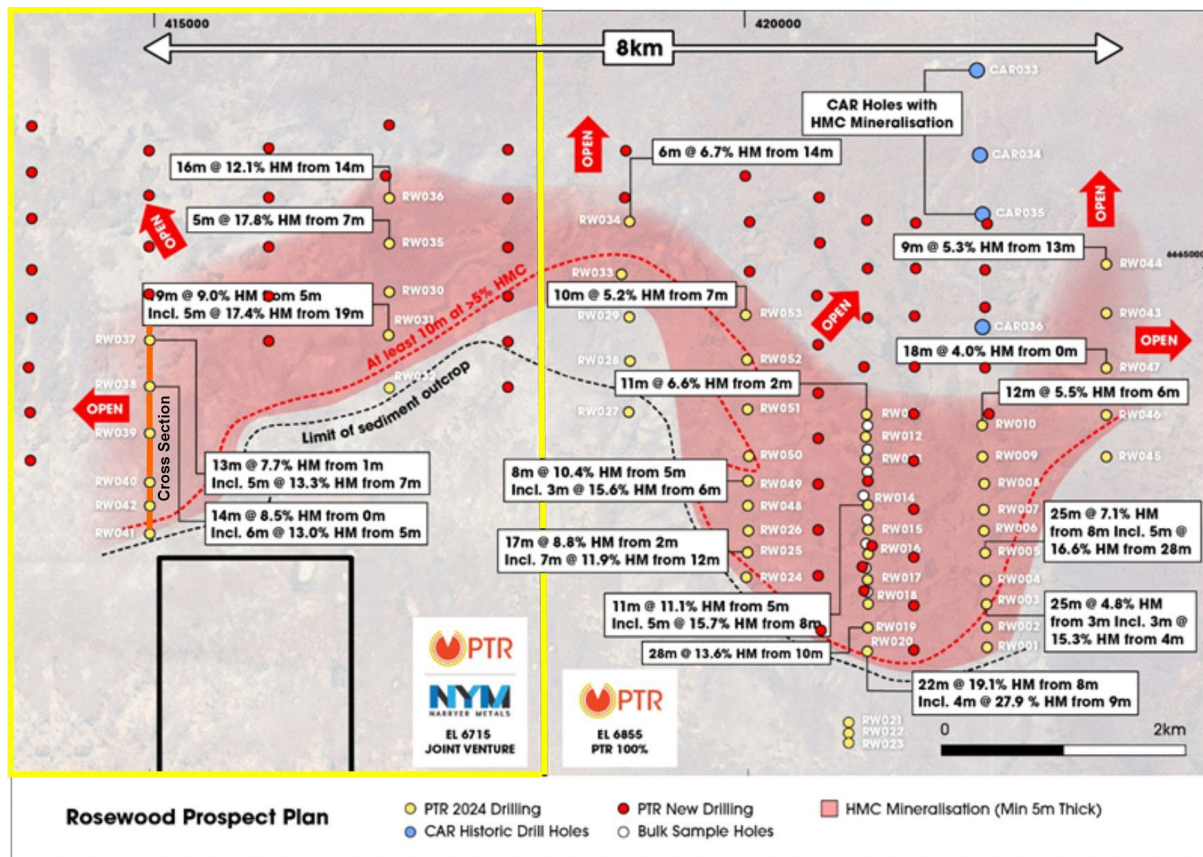 415000
420000
8km
CAR033
CAR Holes with
HMC Mineralisation
OPEN
6m @ 6.7% HM from 14m
CAR034
16m @ 12.1% HM from 14m
RW036
OPEN
5m @ 17.8% HM from 7m
OPEN
RW034
CAR035
RW035
9m @ 5.3% HM from 13m
6665000
RW044
RW033
9m @ 9.0% HM from 5m
Incl. 5m @ 17.4% HM from 19m
RW030
10m @ 5.2% HM from 7m
At least 10m at >5% HMC
OPEN
RW029
RW053
RW043
RW031
CAR036
RW037
OPEN
18m @ 4.0% HM from 0m
RW028
RW052
RW047
RW038
RW032
11m @ 6.6% HM from 2m
12m @ 5.5% HM from 6m
OPEN
Limit of sediment outcrop
RW027
RW051
RW010
RW046
RW039
Cross Section
RW012
RW050
RW009
RW045
13m @ 7.7% HM from 1m
Incl. 5m @ 13.3% HM from 7m
8m @ 10.4% HM from 5m
Incl. 3m @ 15.6% HM from 6m
RW049
RW040
RW008
RW042
RW048
RW014
RW007
14m @ 8.5% HM from 0m
Incl. 6m @ 13.0% HM from 5m
RW041
RW026
RW015
RW006
25m @ 7.1% HM
from 8m Incl. 5m @
16.6% HM from 28m
17m @ 8.8% HM from 2m
Incl. 7m @ 11.9% HM from 12m
RW025
RW016
RW005
RW024
RW017
RW004
RW018
RW003
11m @ 11.1% HM from 5m
Incl. 5m @ 15.7% HM from 8m
25m @ 4.8% HM
from 3m Incl. 3m @
15.3% HM from 4m
RW019
RW002
RW020
RW001
28m @ 13.6% HM from 10m
22m @ 19.1% HM from 8m
Incl. 4m @ 27.9 % HM from 9m
PTR
NYM
NARRYER METALS
EL 6715
JOINT VENTURE
PTR
EL 6855
PTR 100%
RW021
RW022
RW023
0
2km
Rosewood Prospect Plan
PTR 2024 Drilling
PTR New Drilling
HMC Mineralisation (Min 5m Thick)
CAR Historic Drill Holes
Bulk Sample Holes